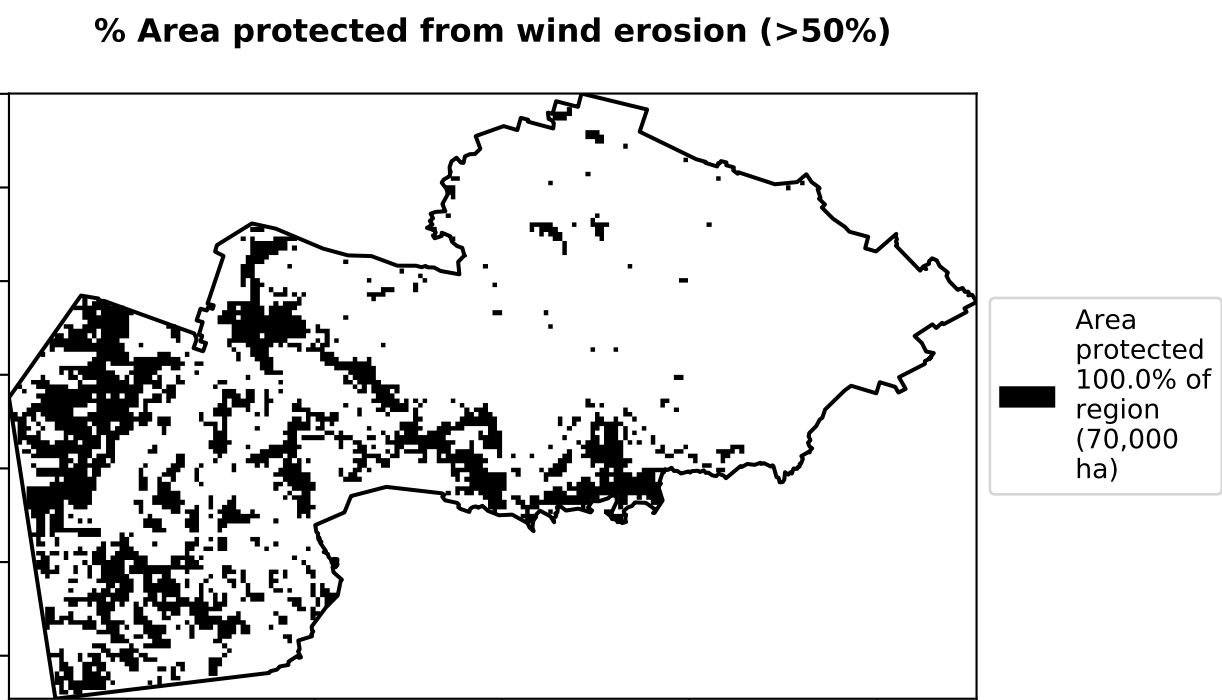 % Area protected from wind erosion (>50%)
Area
protected
100.0% of
region
(70,000
ha)